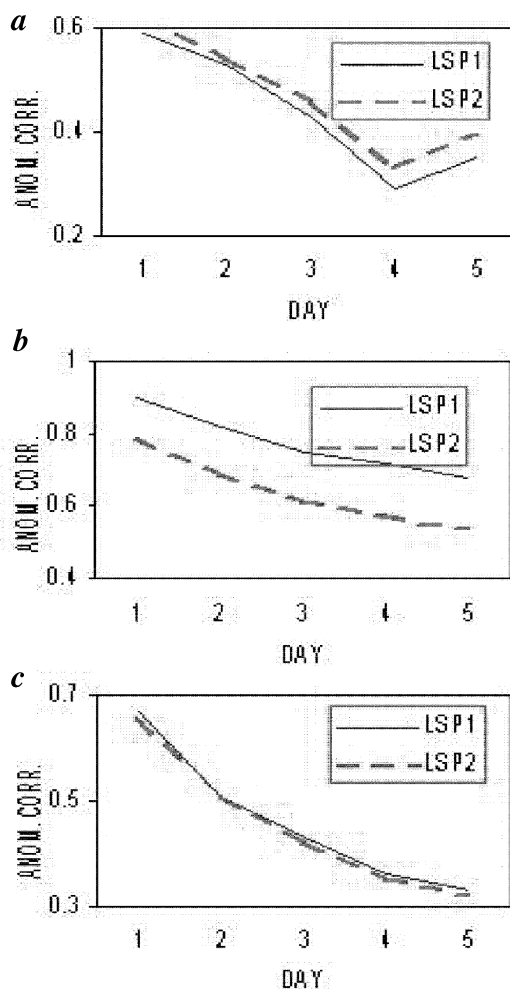 a
0.6
LSP1
LSP2
0.4
0.2
ANOM. CORR.
1 2 3 4 5
DAY
b
1
LSP1
0.8
LSP2
0.6
0.4
ANOM. CORR.
1 2 3 4 5
DAY
c
0.7
LSP1
LSP2
0.5
0.3
ANOM. CORR.
1 2 3 4 5
DAY